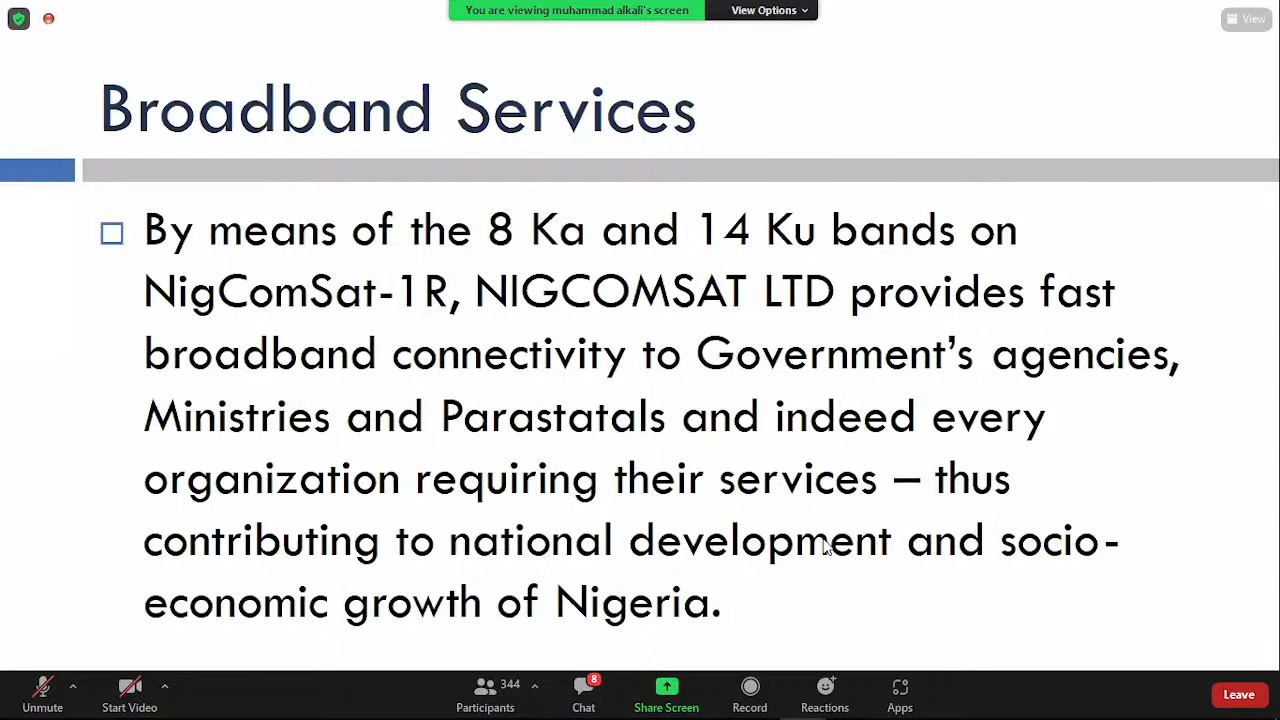 You are viewing muhammad alkali's screen
View Options
View
Broadband Services
By means of the 8 Ka and 14 Ku bands on
NigComSat-1R, NIGCOMSAT LTD provides fast
broadband connectivity to Government’s agencies,
Ministries and Parastatals and indeed every
organization requiring their services – thus
contributing to national development and socio-
economic growth of Nigeria.
344
8
Unmute
Start Video
Participants
Chat
Share Screen
Record
Reactions
Apps
Leave